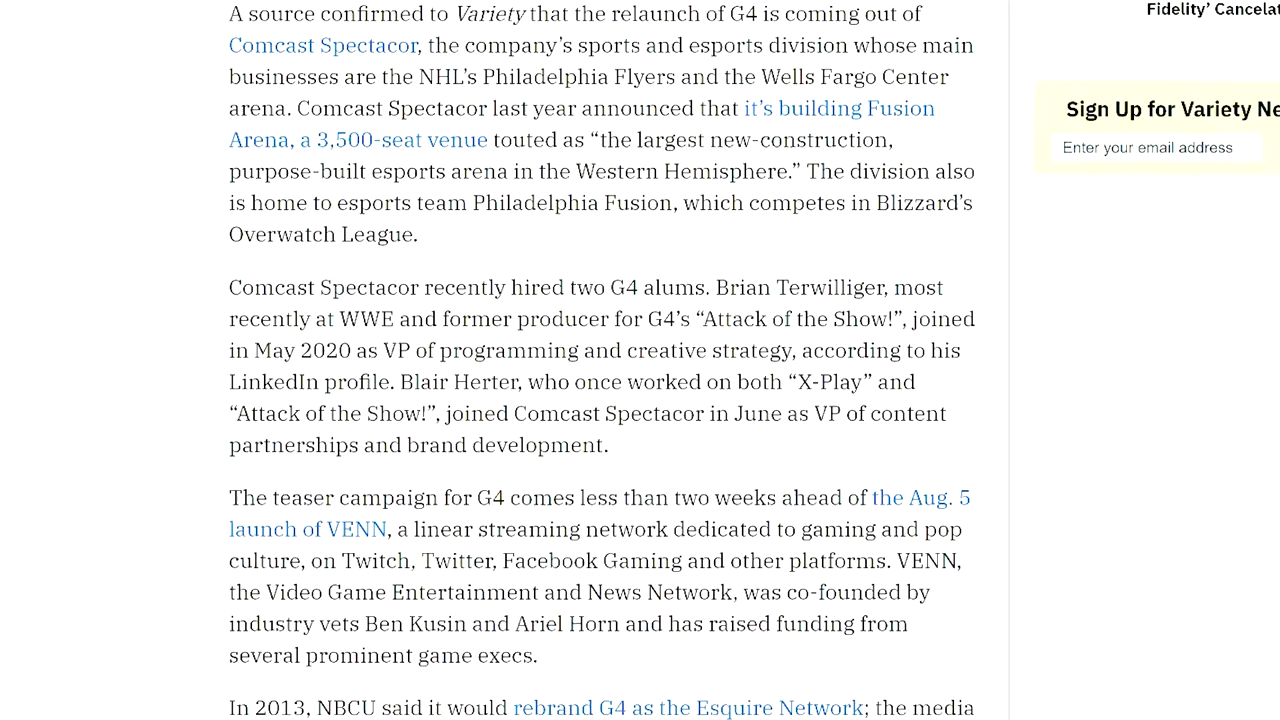 A source confirmed to Variety that the relaunch of G4 is coming out of
Comcast Spectacor, the company’s sports and esports division whose main
businesses are the NHL’s Philadelphia Flyers and the Wells Fargo Center
arena. Comcast Spectacor last year announced that it’s building Fusion
Arena, a 3,500-seat venue touted as “the largest new-construction,
purpose-built esports arena in the Western Hemisphere.” The division also
is home to esports team Philadelphia Fusion, which competes in Blizzard’s
Overwatch League.
Comcast Spectacor recently hired two G4 alums. Brian Terwilliger, most
recently at WWE and former producer for G4’s “Attack of the Show!”, joined
in May 2020 as VP of programming and creative strategy, according to his
LinkedIn profile. Blair Herter, who once worked on both “X-Play” and
“Attack of the Show!”, joined Comcast Spectacor in June as VP of content
partnerships and brand development.
The teaser campaign for G4 comes less than two weeks ahead of the Aug. 5
launch of VENN, a linear streaming network dedicated to gaming and pop
culture, on Twitch, Twitter, Facebook Gaming and other platforms. VENN,
the Video Game Entertainment and News Network, was co-founded by
industry vets Ben Kusin and Ariel Horn and has raised funding from
several prominent game execs.
In 2013, NBCU said it would rebrand G4 as the Esquire Network; the media
Fidelity’ Cancelat
Sign Up for Variety Ne
Enter your email address